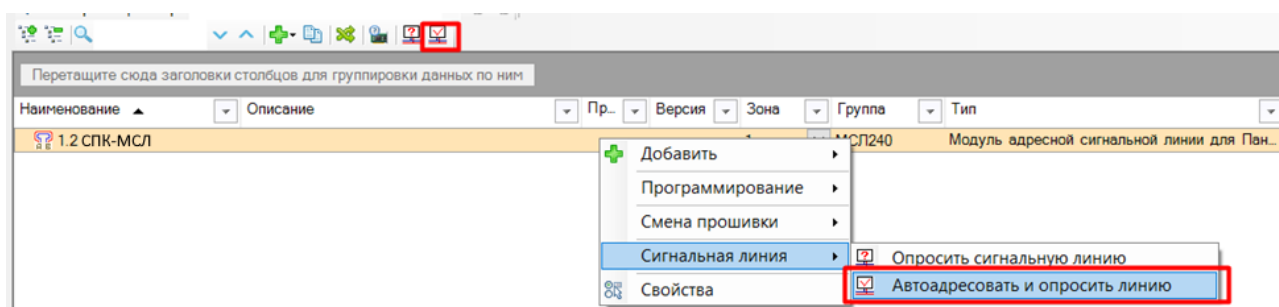 Перетащите сюда заголовки столбцов для группировки данных по ним
Наименование Описание Пр... Версия Зона Группа Тип
1.2 СПК-МСЛ МСЛ240 Модуль адресной сигнальной линии для Пан...
Добавить
Программирование
Смена прошивки
Сигнальная линия
Опросить сигнальную линию
Автоадресовать и опросить линию
Свойства